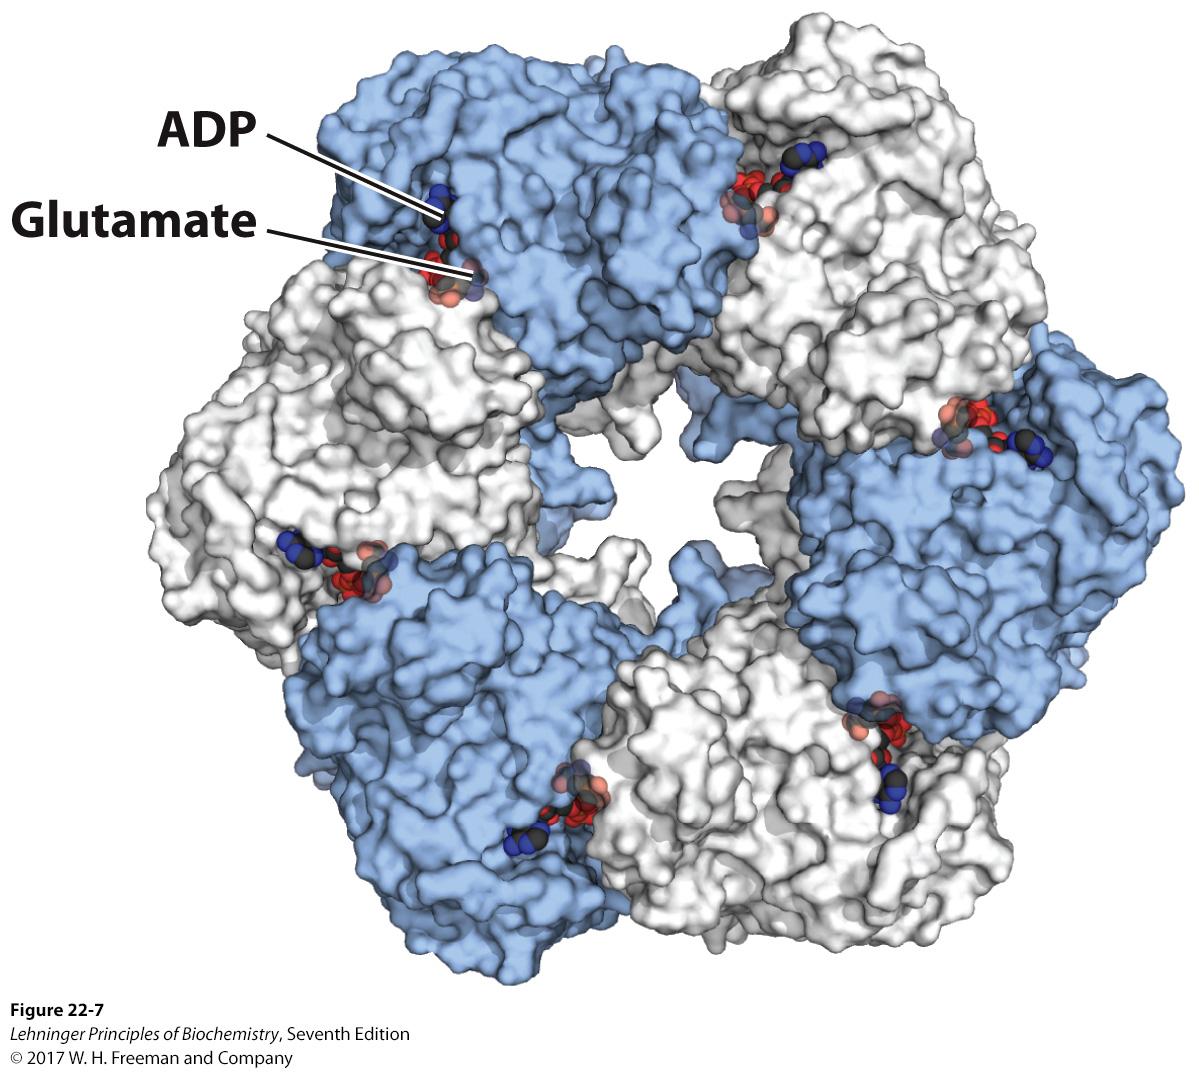 ADP
Glutamate
Figure 22-7
Lehninger Principles of Biochemistry, Seventh Edition
© 2017 W. H. Freeman and Company